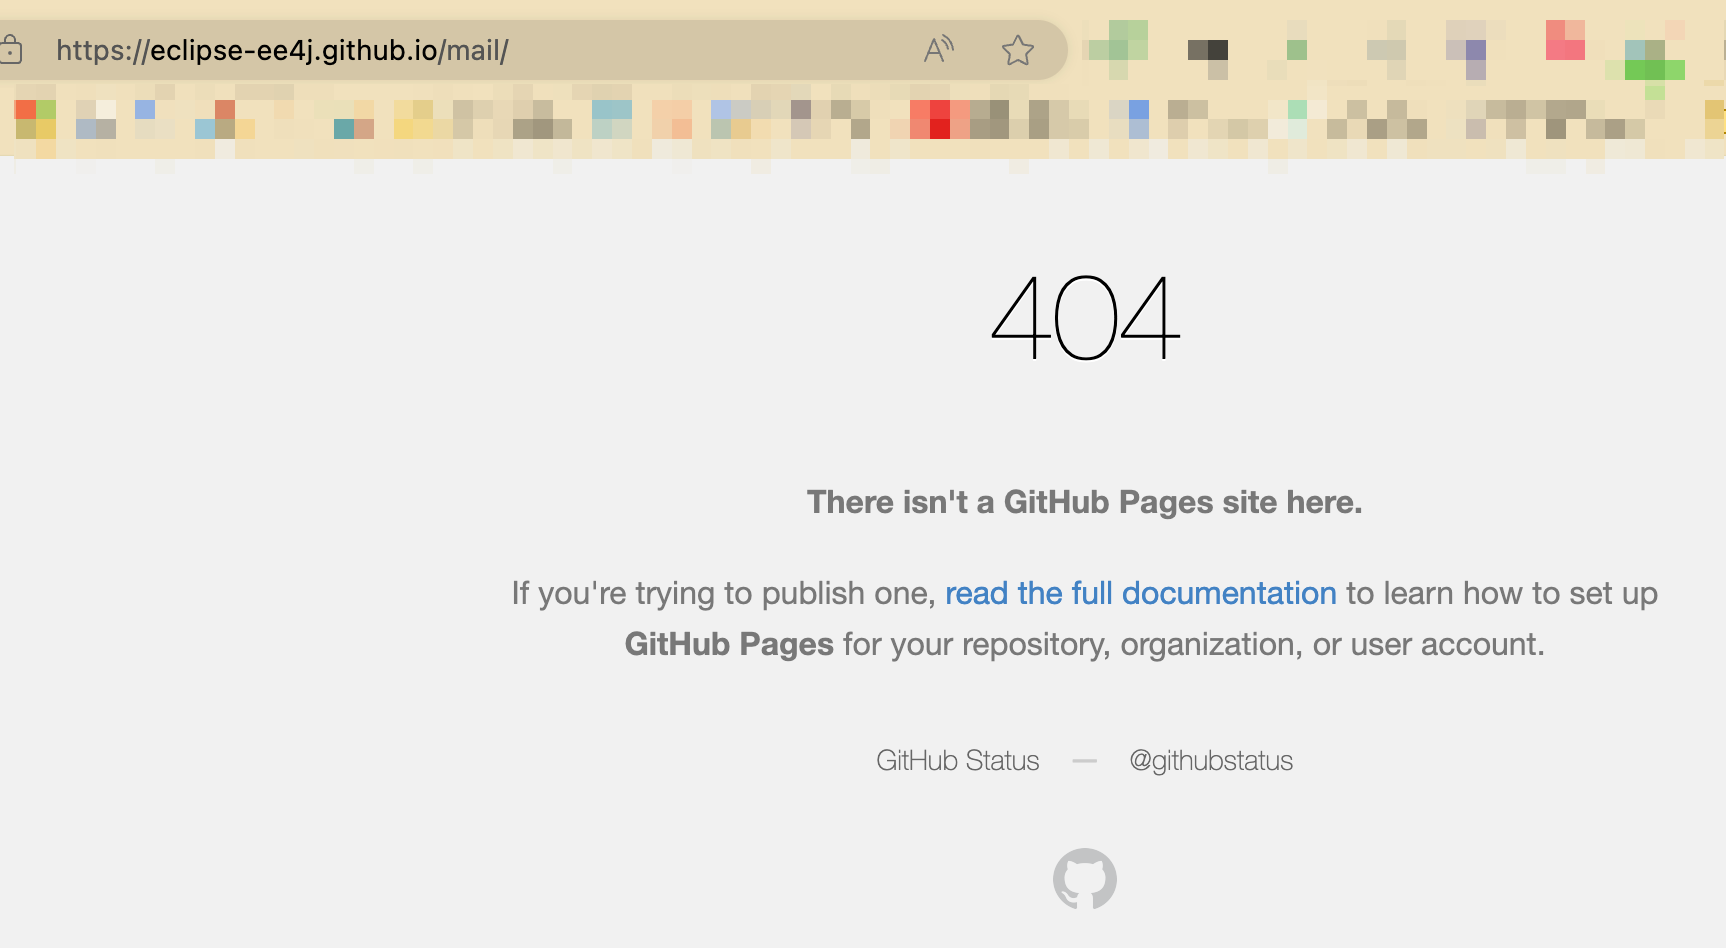 https://eclipse-ee4j.github.io/mail/
404
There isn't a GitHub Pages site here.
If you're trying to publish one, read the full documentation to learn how to set up
GitHub Pages for your repository, organization, or user account.
GitHub Status — @githubstatus